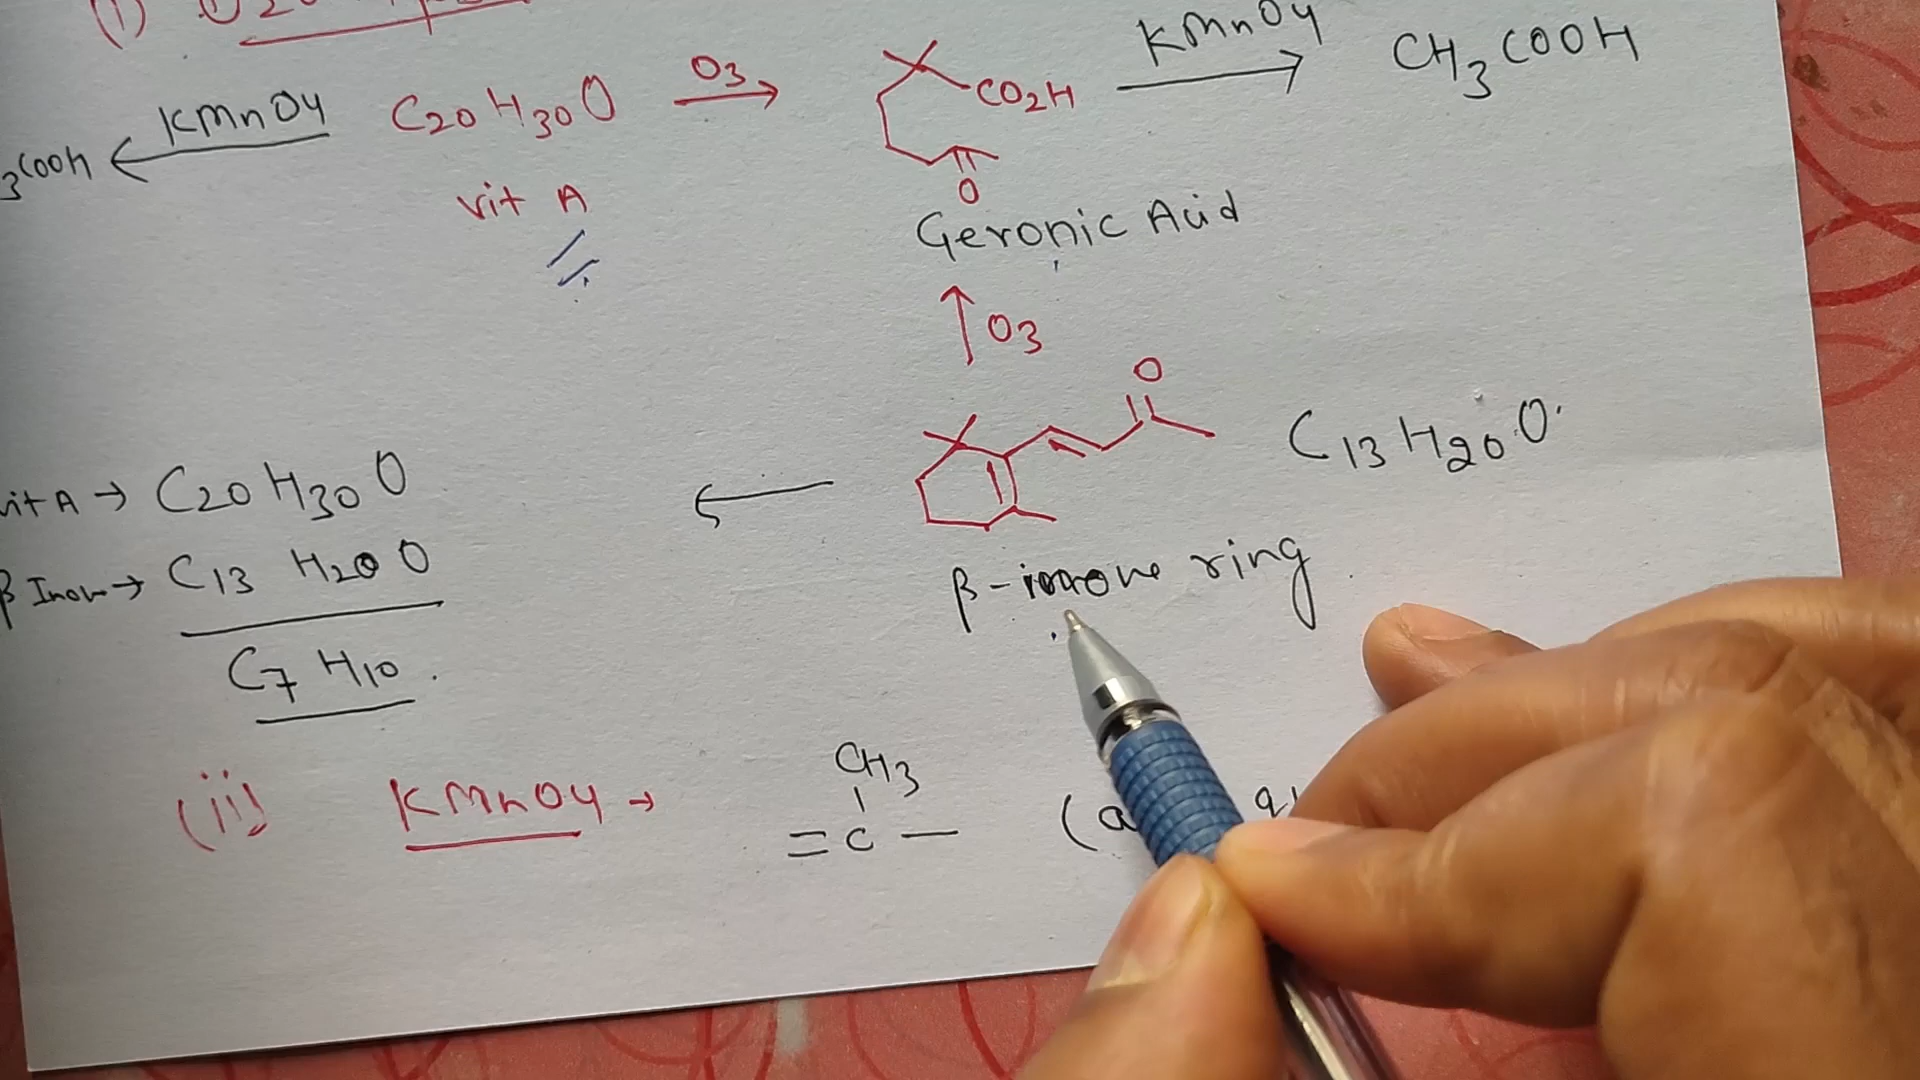 (i)
KMnO4 C20H30O O3 → CO2H KMnO4 → CH3COOH
3COOH ←
O
vit A
Geronic Acid
↑ O3
O
C13H20O
vit A → C20H30O
β Inon → C13 H20 O
C7 H10.
β-ionone ring
(ii) KMnO4 → CH3
= C — (a